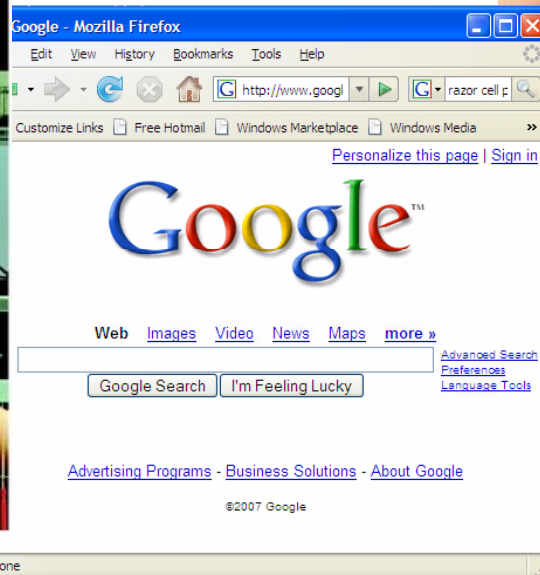 Google - Mozilla Firefox
Edit View History Bookmarks Tools Help
G http://www.googl G razor cell p
Customize Links Free Hotmail Windows Marketplace Windows Media »
Personalize this page | Sign in
Google™
Web Images Video News Maps more »
Advanced Search
Preferences
Language Tools
Google Search I'm Feeling Lucky
Advertising Programs - Business Solutions - About Google
©2007 Google
one